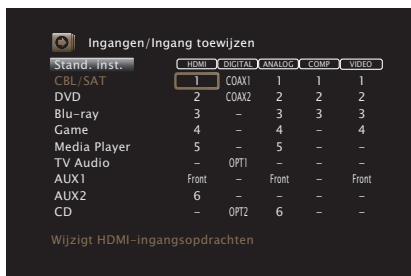 Ingangen/Ingang toewijzen
Stand. inst. HDMI DIGITAL ANALOG COMP VIDEO
CBL/SAT 1 COAX1 1 1 1
DVD 2 COAX2 2 2 2
Blu-ray 3 – 3 3 3
Game 4 – 4 – 4
Media Player 5 – 5 – –
TV Audio – OPT1 – – –
AUX1 Front – Front – Front
AUX2 6 – – – –
CD – OPT2 6 – –
Wijzigt HDMI-ingangsopdrachten